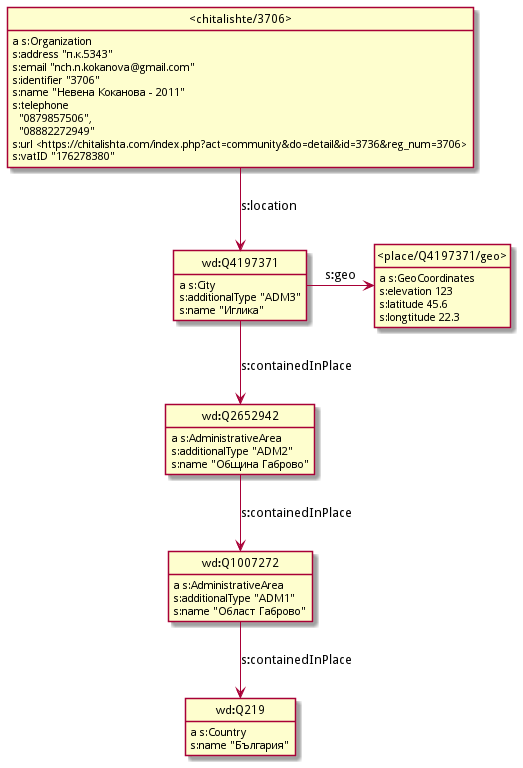 <chitalishte/3706>
a s:Organization
s:address "п.к.5343"
s:email "nch.n.kokanova@gmail.com"
s:identifier "3706"
s:name "Невена Коканова - 2011"
s:telephone
"0879857506",
"08882272949"
s:url <https://chitalishta.com/index.php?act=community&do=detail&id=3736&reg_num=3706>
s:vatID "176278380"
s:location
wd:Q4197371
a s:City
s:additionalType "ADM3"
s:name "Иглика"
s:geo
<place/Q4197371/geo>
a s:GeoCoordinates
s:elevation 123
s:latitude 45.6
s:longtitude 22.3
s:containedInPlace
wd:Q2652942
a s:AdministrativeArea
s:additionalType "ADM2"
s:name "Община Габрово"
s:containedInPlace
wd:Q1007272
a s:AdministrativeArea
s:additionalType "ADM1"
s:name "Област Габрово"
s:containedInPlace
wd:Q219
a s:Country
s:name "България"